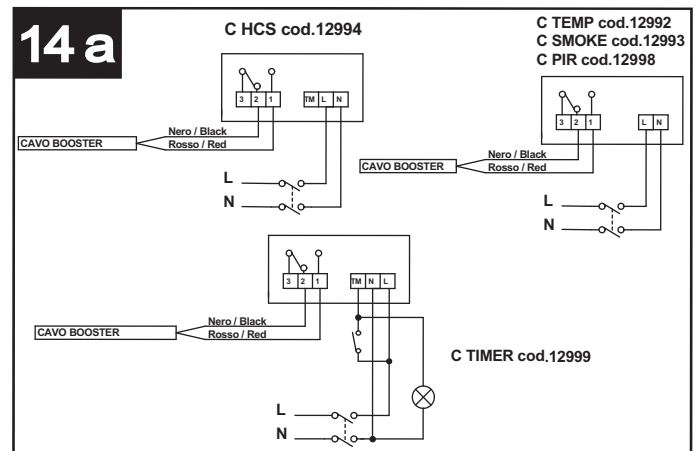 14 a
C HCS cod.12994
3 2 1 TM L N
Nero / Black
CAVO BOOSTER
Rosso / Red
L
N
C TEMP cod.12992
C SMOKE cod.12993
C PIR cod.12998
3 2 1 L N
Nero / Black
CAVO BOOSTER
Rosso / Red
L
N
3 2 1 TM N L
Nero / Black
CAVO BOOSTER
Rosso / Red
C TIMER cod.12999
L
N